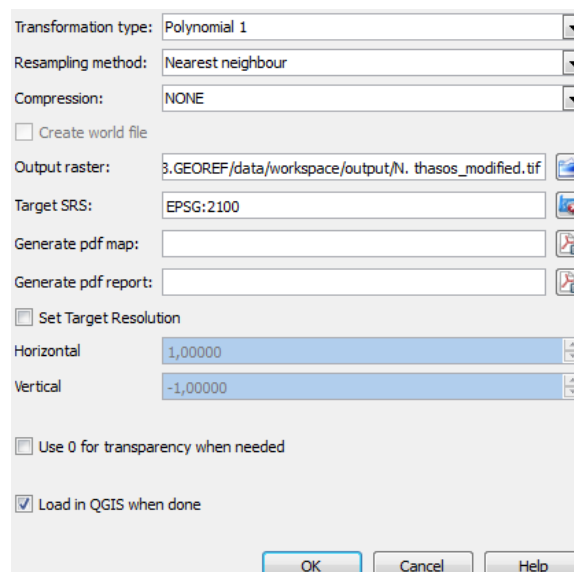 Transformation type: Polynomial 1
Resampling method: Nearest neighbour
Compression: NONE
Create world file
Output raster: 3.GEOREF/data/workspace/output/N. thasos_modified.tif
Target SRS: EPSG:2100
Generate pdf map:
Generate pdf report:
Set Target Resolution
Horizontal 1,00000
Vertical -1,00000
Use 0 for transparency when needed
Load in QGIS when done
OK Cancel Help